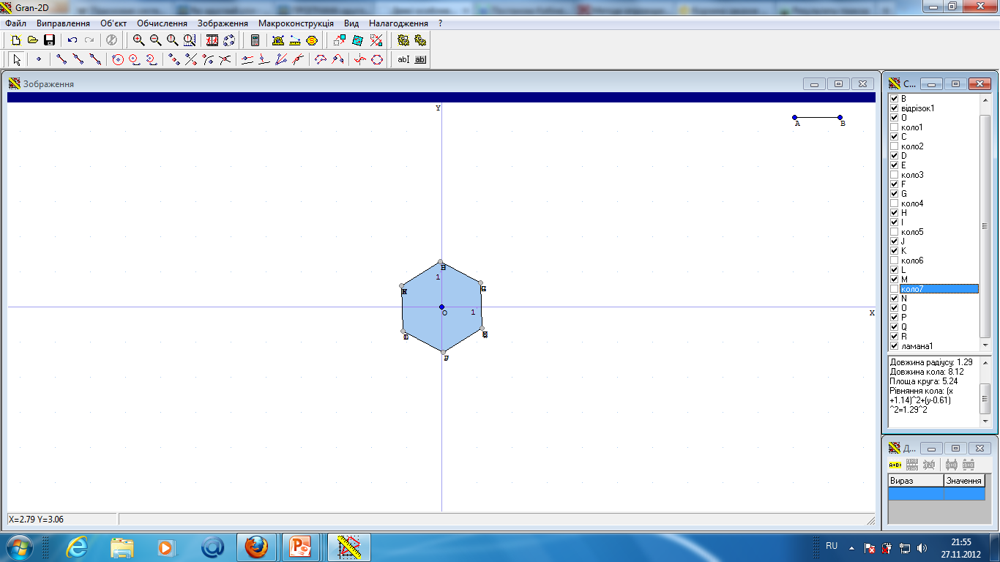 Gran-2D
Файл Виправлення Об'єкт Обчислення Зображення Макроконструкція Вид Налагодження ?
abI ab|
Зображення
Y
A B
1
1
O
X
X=2.79 Y=3.06
С...
B
відрізок1
O
коло1
C
коло2
D
E
коло3
F
G
коло4
H
I
коло5
J
K
коло6
L
M
коло7
N
O
P
Q
R
ламана1
Довжина радіусу: 1.29
Довжина кола: 8.12
Площа круга: 5.24
Рівняння кола: (x
+1.14)^2+(y-0.61)
^2=1.29^2
Д...
A+B=
Вираз Значення
RU
21:55
27.11.2012